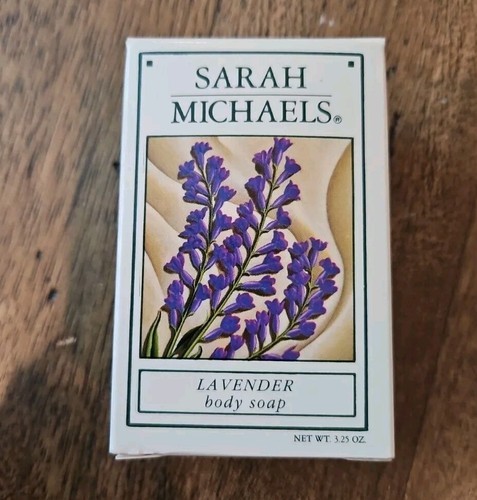 SARAH
MICHAELS®
LAVENDER
body soap
NET WT. 3.25 OZ.